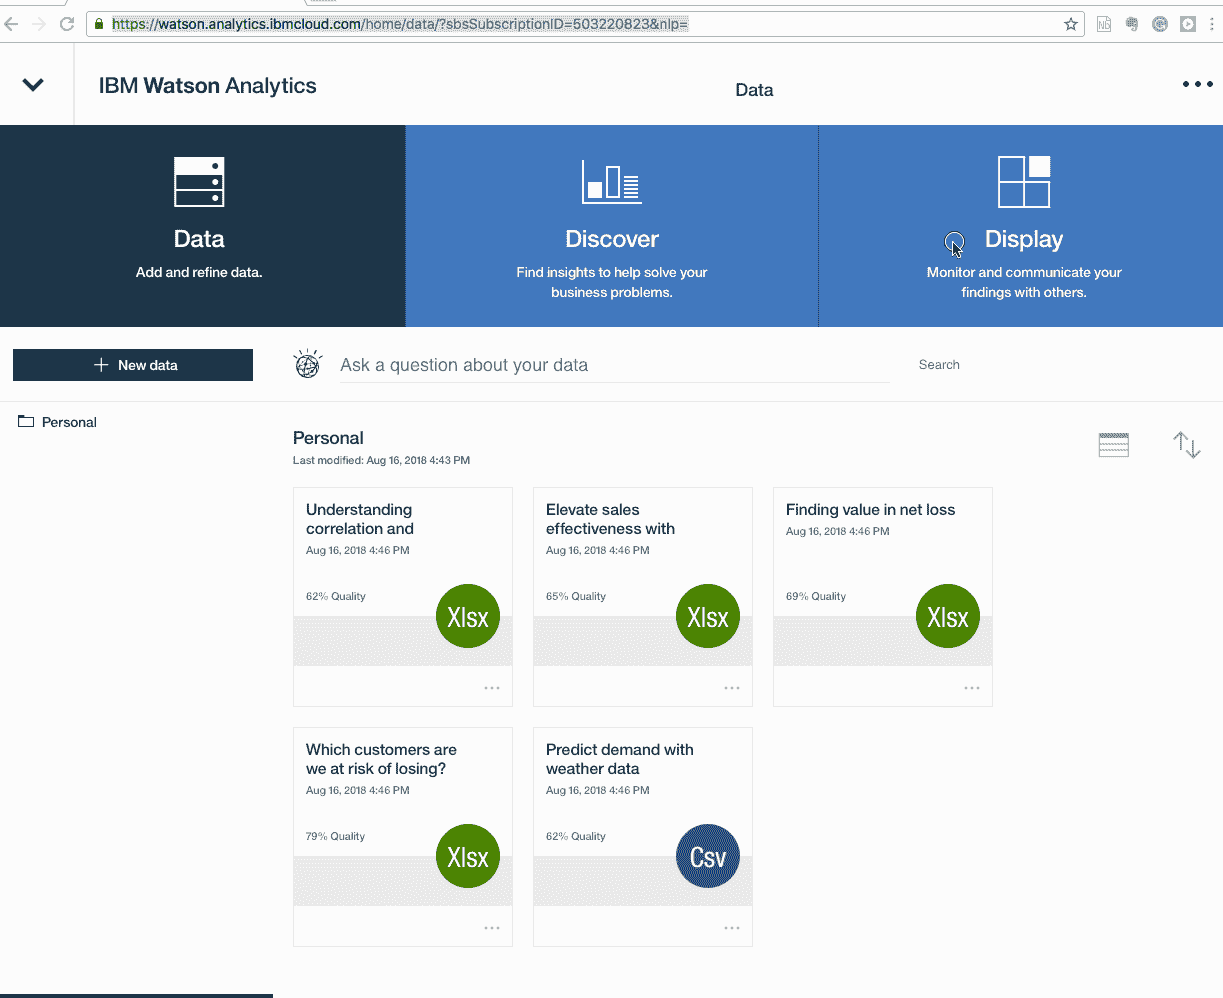 https://watson.analytics.ibmcloud.com/home/data/?sbsSubscriptionID=503220823&nlp=
IBM Watson Analytics
Data
Data
Add and refine data.
Discover
Find insights to help solve your
business problems.
Display
Monitor and communicate your
findings with others.
New data
Ask a question about your data
Search
Personal
Personal
Last modified: Aug 16, 2018 4:43 PM
Understanding
correlation and
Aug 16, 2018 4:46 PM
62% Quality
Xlsx
Elevate sales
effectiveness with
Aug 16, 2018 4:46 PM
65% Quality
Xlsx
Finding value in net loss
Aug 16, 2018 4:46 PM
69% Quality
Xlsx
Which customers are
we at risk of losing?
Aug 16, 2018 4:46 PM
79% Quality
Xlsx
Predict demand with
weather data
Aug 16, 2018 4:46 PM
62% Quality
Csv